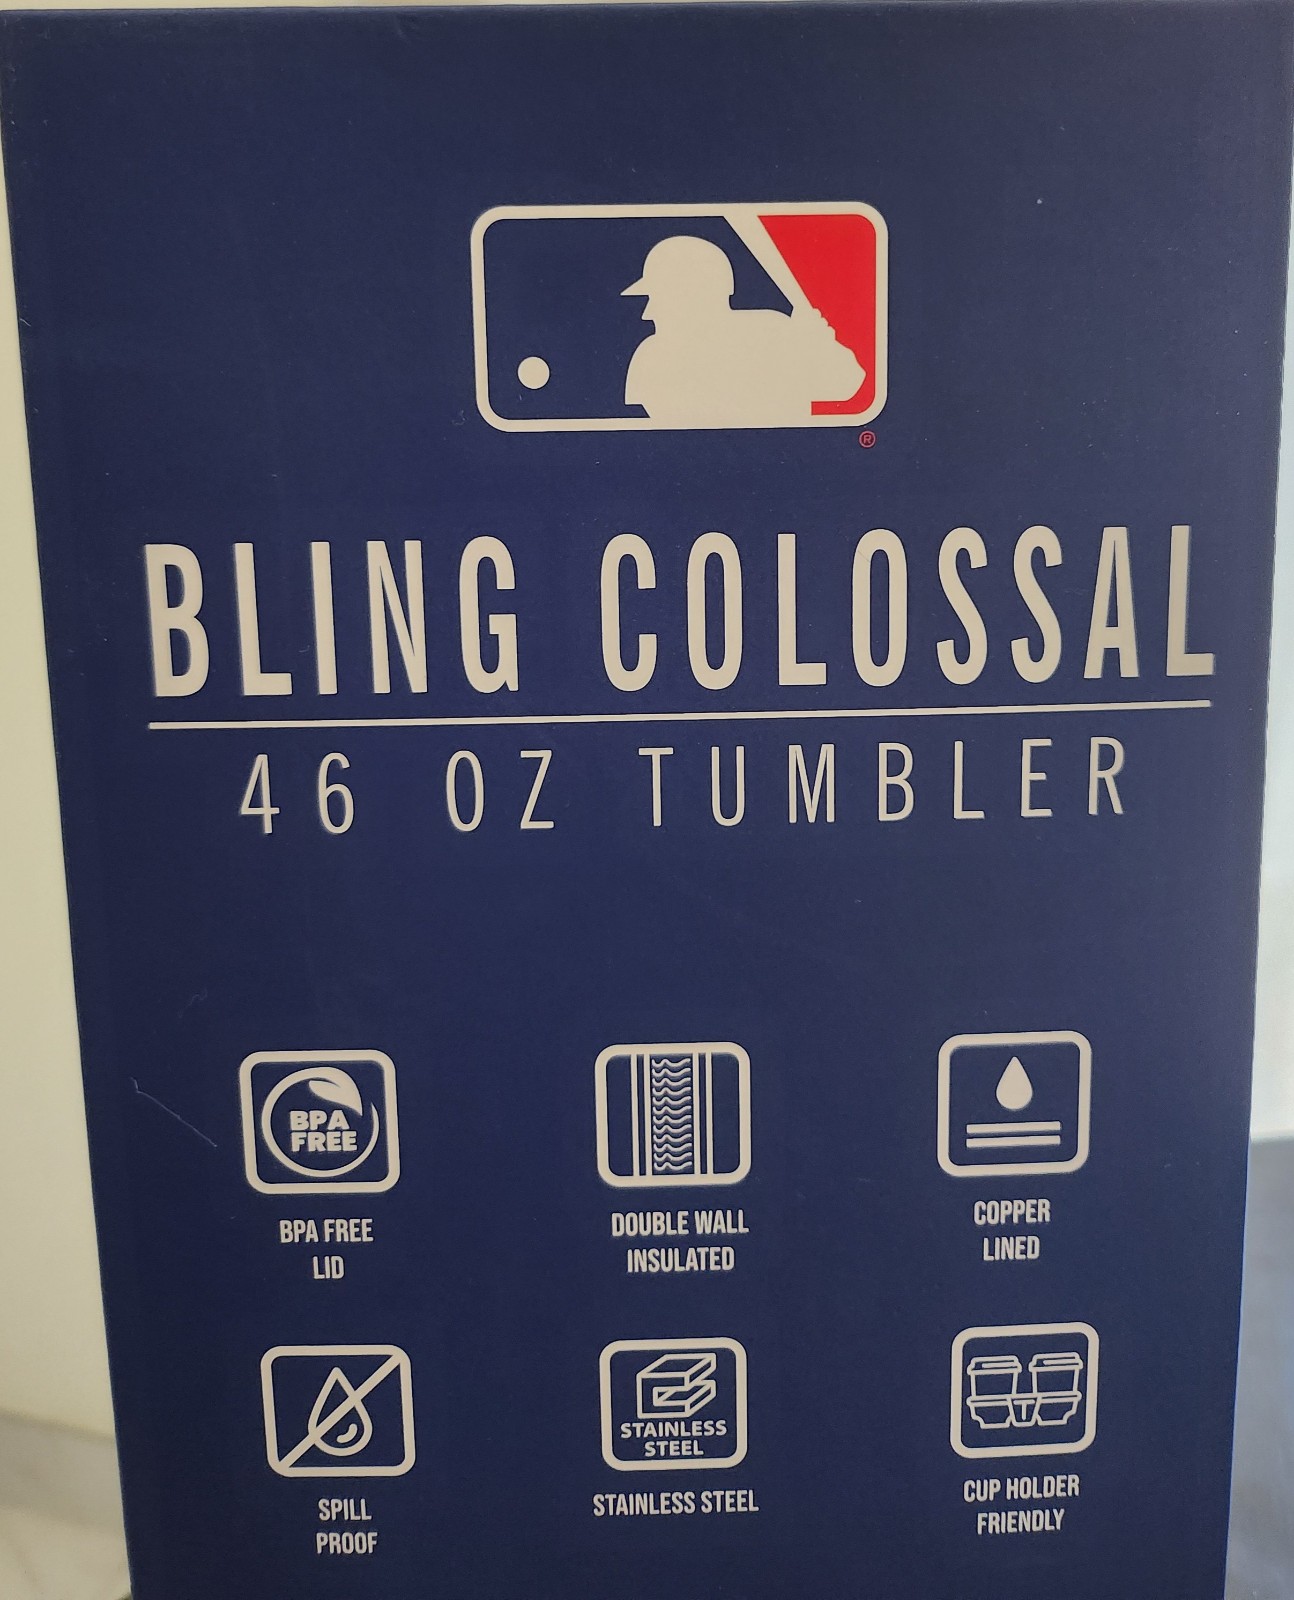 ®
BLING COLOSSAL
46 OZ TUMBLER
BPA
FREE
BPA FREE
LID
DOUBLE WALL
INSULATED
COPPER
LINED
SPILL
PROOF
STAINLESS
STEEL
STAINLESS STEEL
CUP HOLDER
FRIENDLY